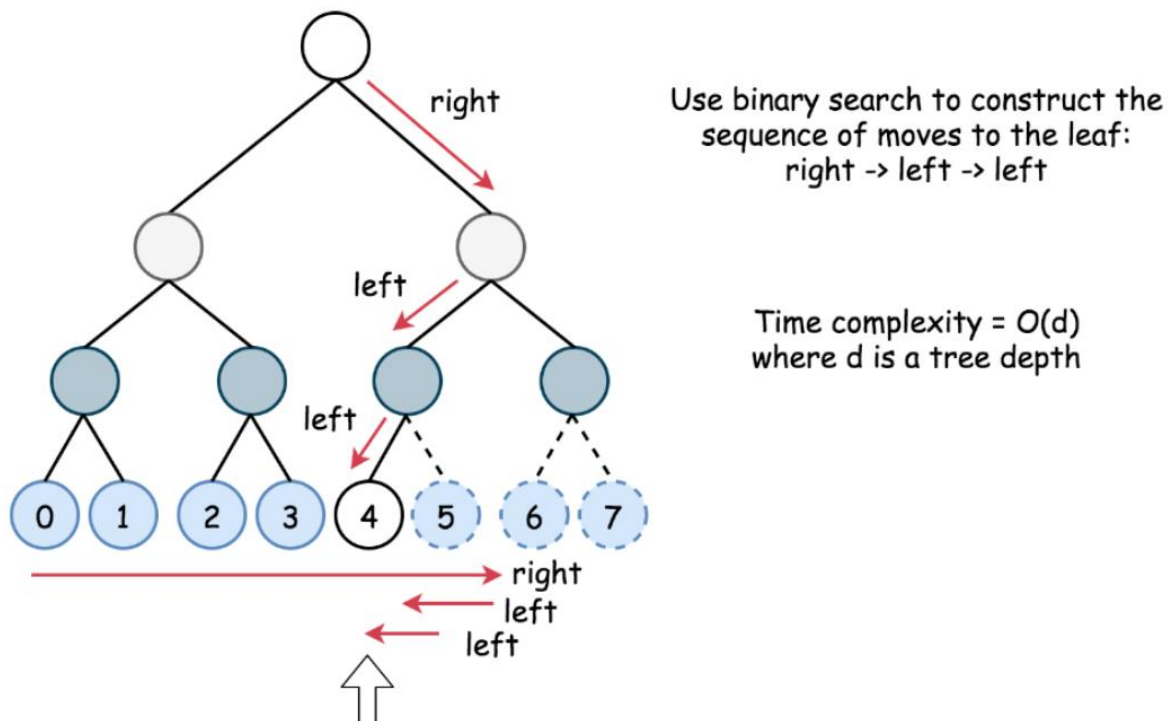 right
Use binary search to construct the
sequence of moves to the leaf:
right -> left -> left
left
Time complexity = O(d)
where d is a tree depth
left
0 1 2 3 4 5 6 7
right
left
left